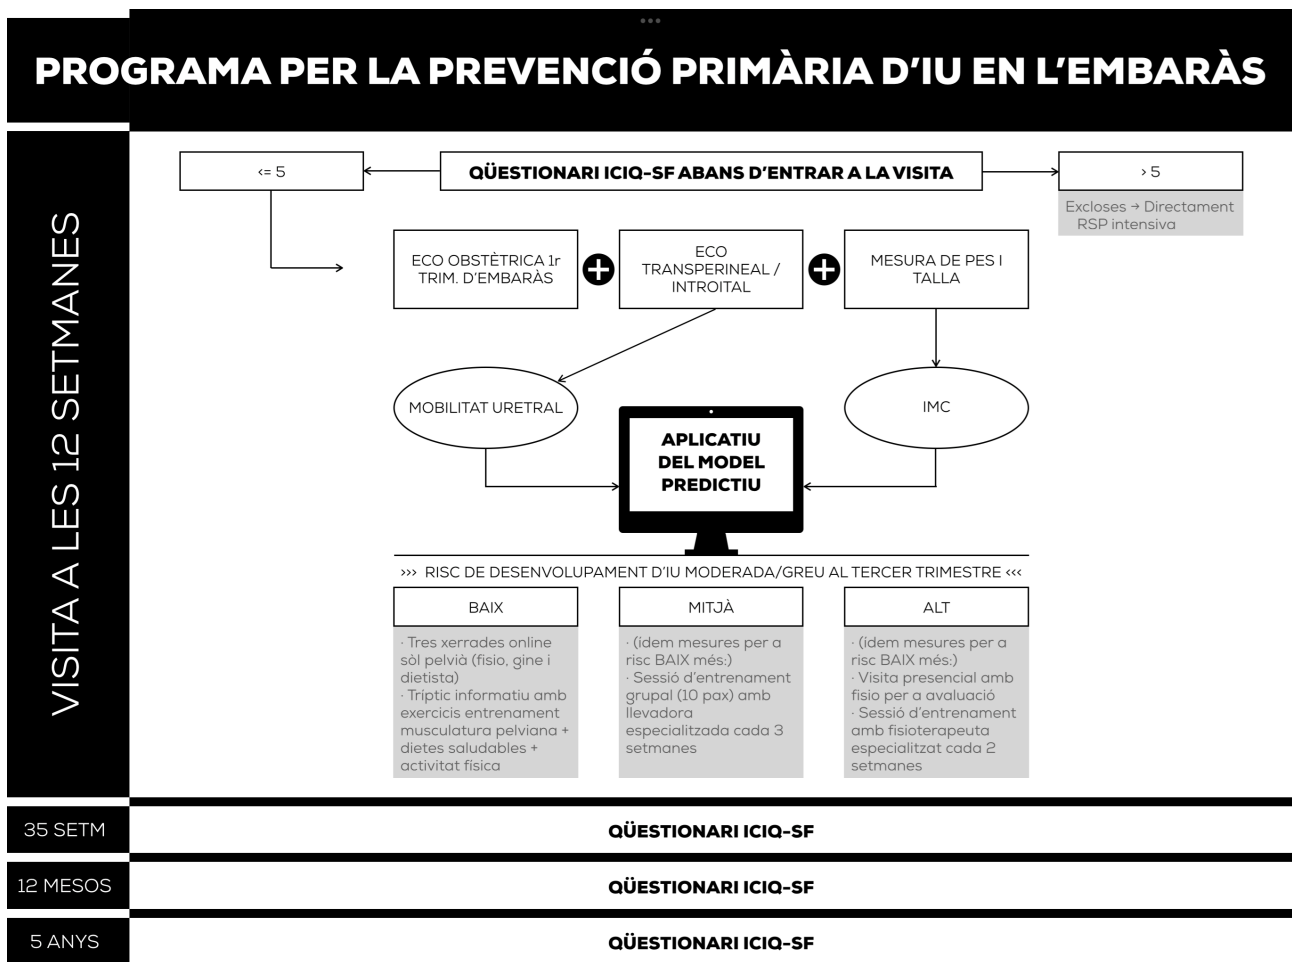 PROGRAMA PER LA PREVENCIÓ PRIMÀRIA D'IU EN L'EMBARÀS
VISITA A LES 12 SETMANES
<= 5
QÜESTIONARI ICIQ-SF ABANS D'ENTRAR A LA VISITA
> 5
Excloses → Directament
RSP intensiva
ECO OBSTÈTRICA 1r
TRIM. D'EMBARÀS
+
ECO
TRANSPERINEAL /
INTROITAL
+
MESURA DE PES I
TALLA
MOBILITAT URETRAL
IMC
APLICATIU
DEL MODEL
PREDICTIU
>>> RISC DE DESENVOLUPAMENT D'IU MODERADA/GREU AL TERCER TRIMESTRE <<<
BAIX
· Tres xerrades online
sòl pelvià (fisio, gine i
dietista)
· Tríptic informatiu amb
exercicis entrenament
musculatura pelviana +
dietes saludables +
activitat física
MITJÀ
· (ídem mesures per a
risc BAIX més:)
· Sessió d'entrenament
grupal (10 pax) amb
llevadora
especialitzada cada 3
setmanes
ALT
· (ídem mesures per a
risc BAIX més:)
· Visita presencial amb
fisio per a avaluació
· Sessió d'entrenament
amb fisioterapeuta
especialitzat cada 2
setmanes
35 SETM
QÜESTIONARI ICIQ-SF
12 MESOS
QÜESTIONARI ICIQ-SF
5 ANYS
QÜESTIONARI ICIQ-SF